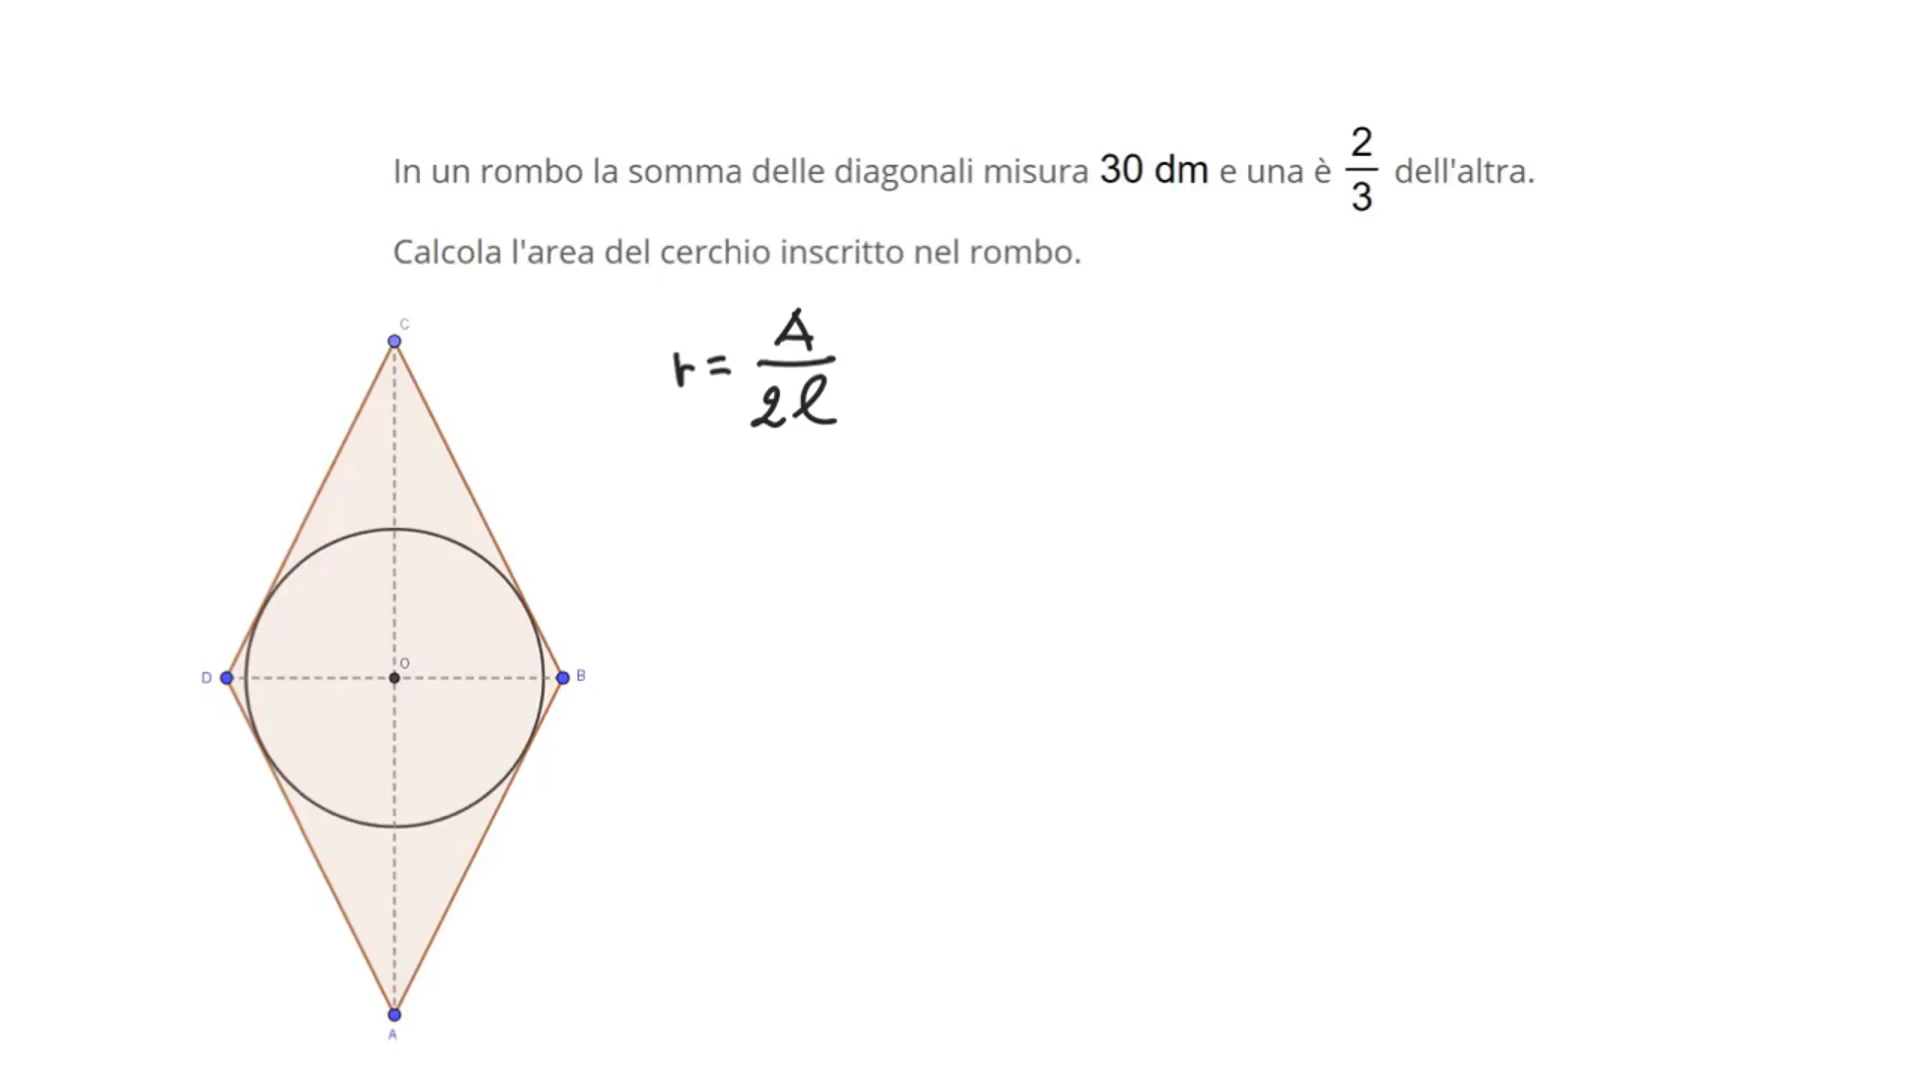 In un rombo la somma delle diagonali misura 30 dm e una è 2/3 dell'altra.
Calcola l'area del cerchio inscritto nel rombo.
C
r = A/2ℓ
O
D
B
A